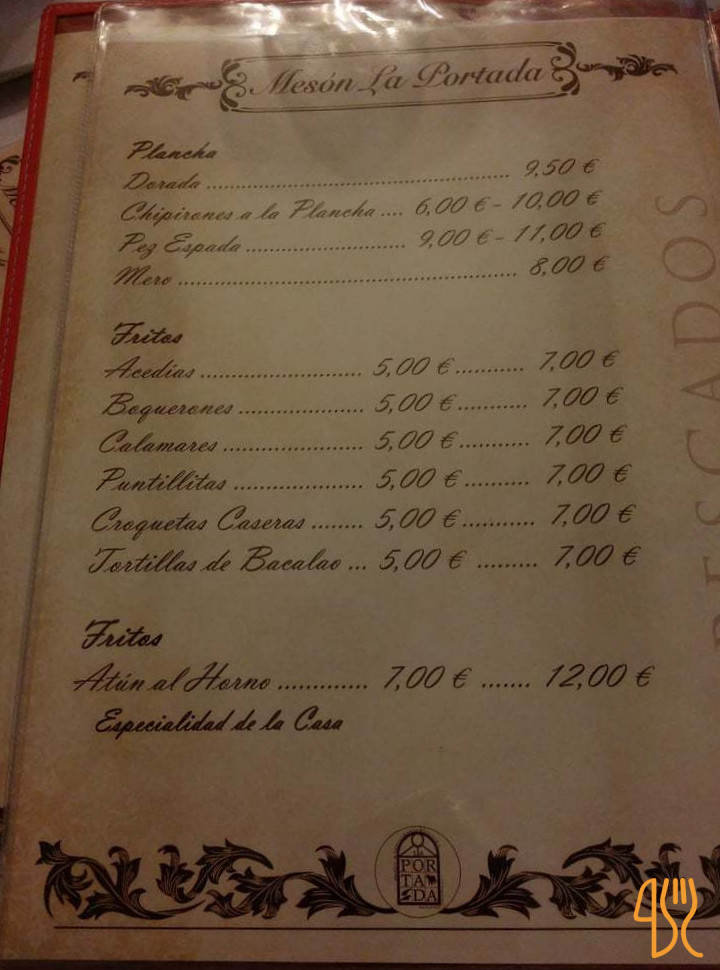 Mesón La Portada
Plancha
Dorada ........................................................ 9,50 €
Chipirones a la Plancha .... 6,00 € - 10,00 €
Pez Espada ............................ 9,00 € - 11,00 €
Mero ............................................................ 8,00 €
Fritos
Acedías ............................ 5,00 € ........... 7,00 €
Boquerones ..................... 5,00 € ........... 7,00 €
Calamares ........................ 5,00 € ........... 7,00 €
Puntillitas ...................... 5,00 € .......... 7,00 €
Croquetas Caseras ........ 5,00 € ........... 7,00 €
Tortillas de Bacalao ... 5,00 € ......... 7,00 €
Fritos
Atún al Horno ............. 7,00 € ....... 12,00 €
Especialidad de la Casa
PESCADOS
POR
TA
DA